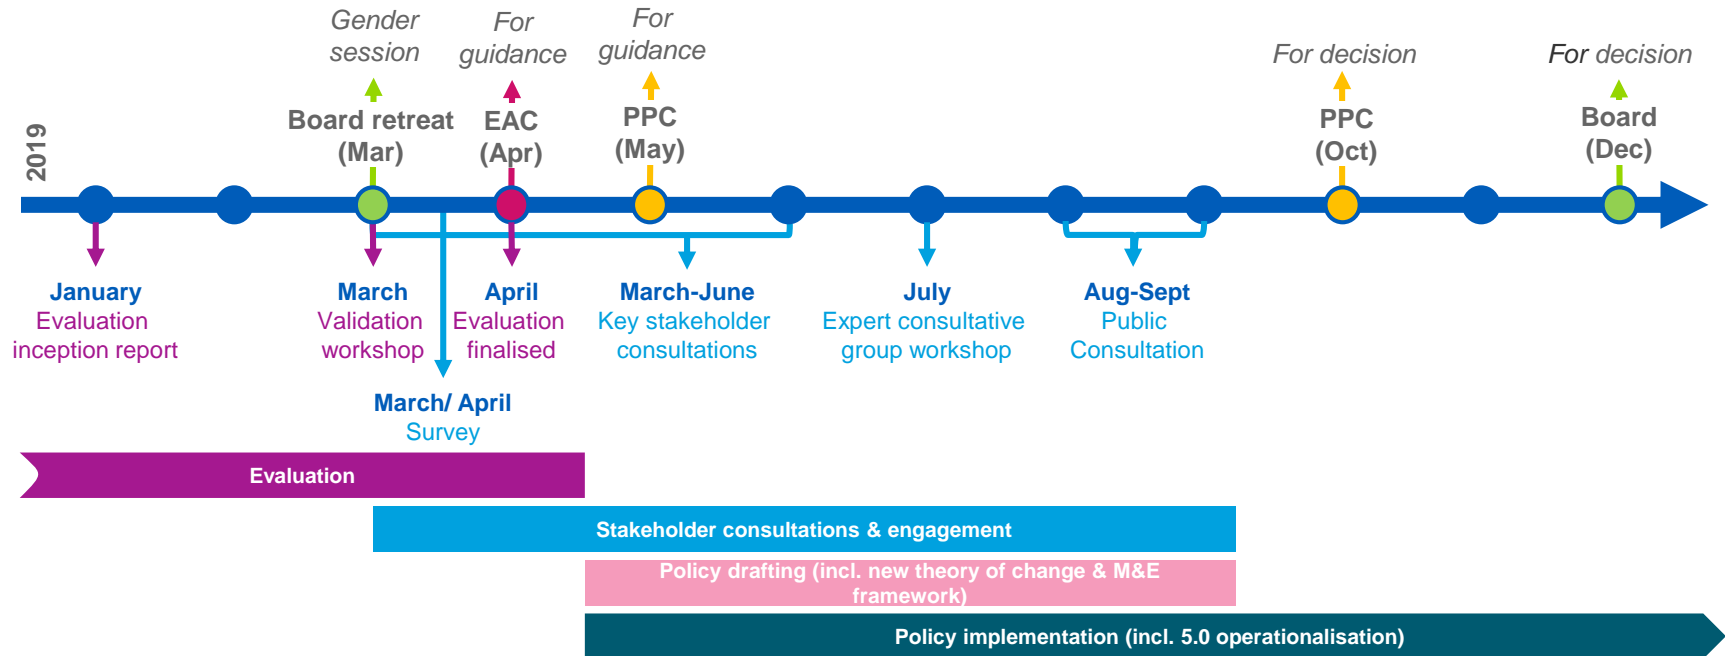 2019
Gender
session
Board retreat
(Mar)
For
guidance
EAC
(Apr)
For
guidance
PPC
(May)
For decision
PPC
(Oct)
For decision
Board
(Dec)
January
Evaluation
inception report
March
Validation
workshop
April
Evaluation
finalised
March-June
Key stakeholder
consultations
July
Expert consultative
group workshop
Aug-Sept
Public
Consultation
March/ April
Survey
Evaluation
Stakeholder consultations & engagement
Policy drafting (incl. new theory of change & M&E
framework)
Policy implementation (incl. 5.0 operationalisation)